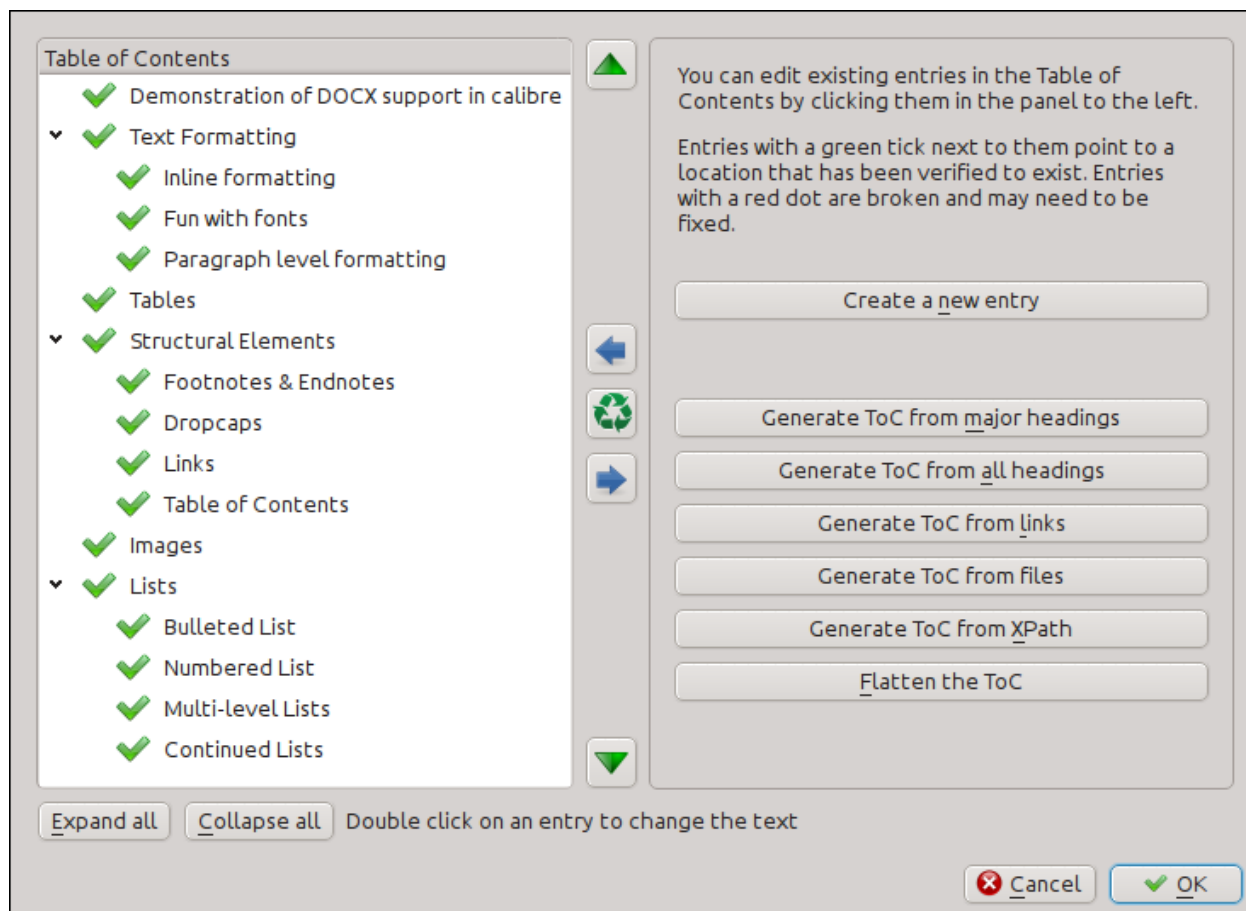 Table of Contents
Demonstration of DOCX support in calibre
Text Formatting
Inline formatting
Fun with fonts
Paragraph level formatting
Tables
Structural Elements
Footnotes & Endnotes
Dropcaps
Links
Table of Contents
Images
Lists
Bulleted List
Numbered List
Multi-level Lists
Continued Lists
You can edit existing entries in the Table of
Contents by clicking them in the panel to the left.
Entries with a green tick next to them point to a
location that has been verified to exist. Entries
with a red dot are broken and may need to be
fixed.
Create a new entry
Generate ToC from major headings
Generate ToC from all headings
Generate ToC from links
Generate ToC from files
Generate ToC from XPath
Flatten the ToC
Expand all
Collapse all
Double click on an entry to change the text
Cancel
OK